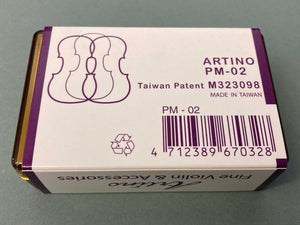 ARTINO
PM-02
Taiwan Patent M323098
MADE IN TAIWAN
PM - 02
4 712389 670328
Artino
Fine Violin & Accessories